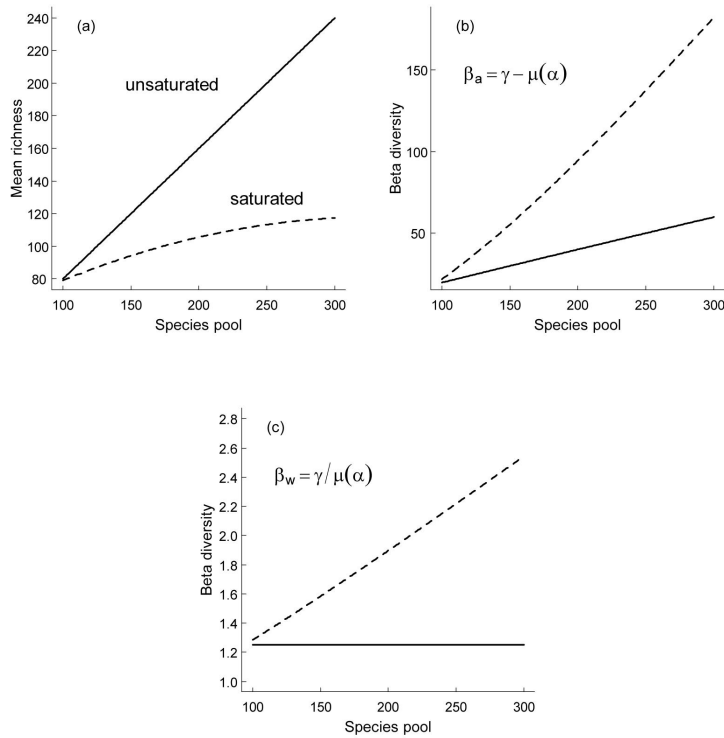 (a)
unsaturated
saturated
Mean richness
240
220
200
180
160
140
120
100
80
100 150 200 250 300
Species pool
(b)
βa = γ − μ(α)
Beta diversity
150
100
50
100 150 200 250 300
Species pool
(c)
βw = γ/μ(α)
Beta diversity
2.8
2.6
2.4
2.2
2.0
1.8
1.6
1.4
1.2
1.0
100 150 200 250 300
Species pool